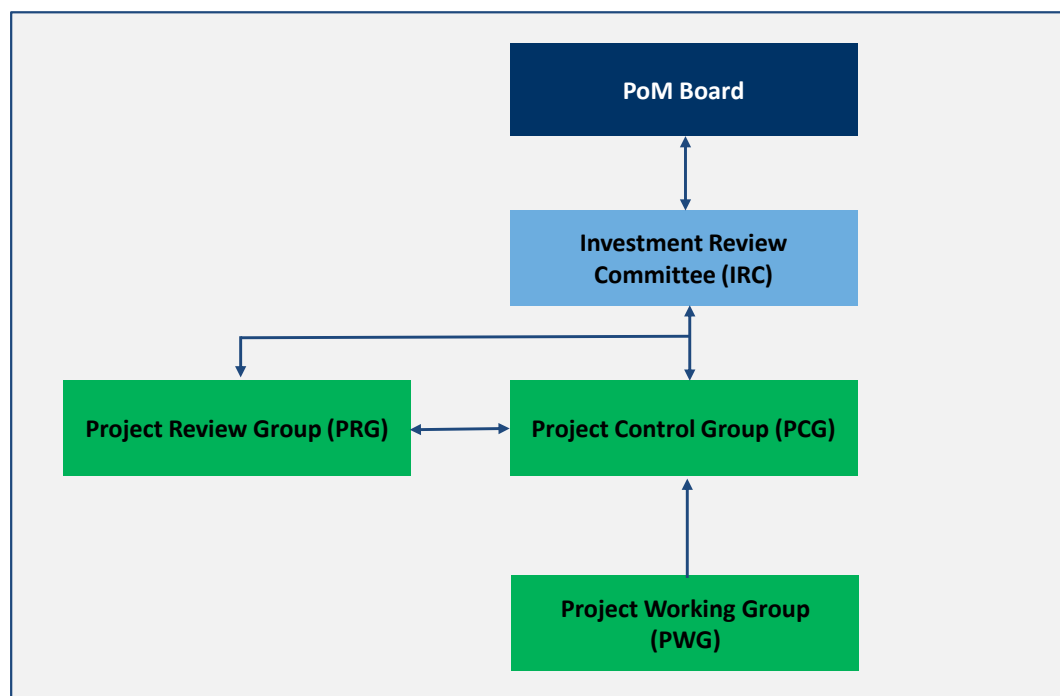 PoM Board
Investment Review
Committee (IRC)
Project Review Group (PRG)
Project Control Group (PCG)
Project Working Group
(PWG)